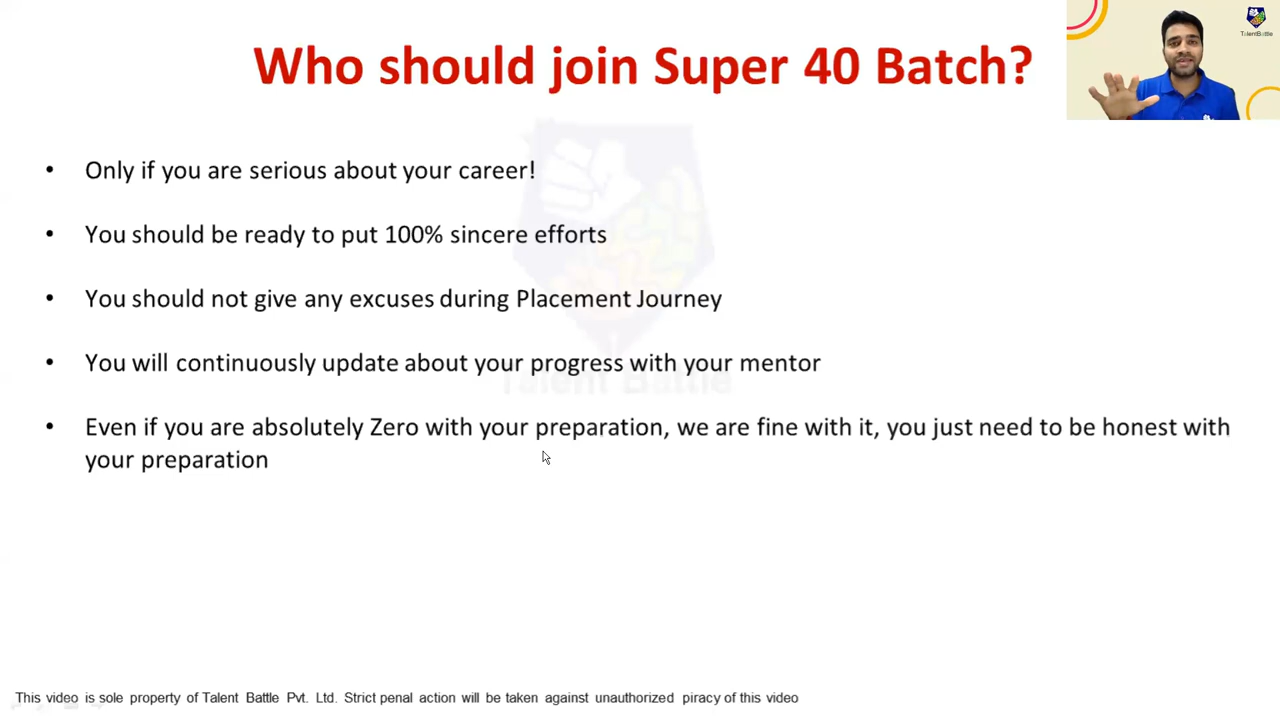 Who should join Super 40 Batch?
TalentBattle
• Only if you are serious about your career!
• You should be ready to put 100% sincere efforts
• You should not give any excuses during Placement Journey
• You will continuously update about your progress with your mentor
Talent Battle
• Even if you are absolutely Zero with your preparation, we are fine with it, you just need to be honest with
your preparation
This video is sole property of Talent Battle Pvt. Ltd. Strict penal action will be taken against unauthorized piracy of this video